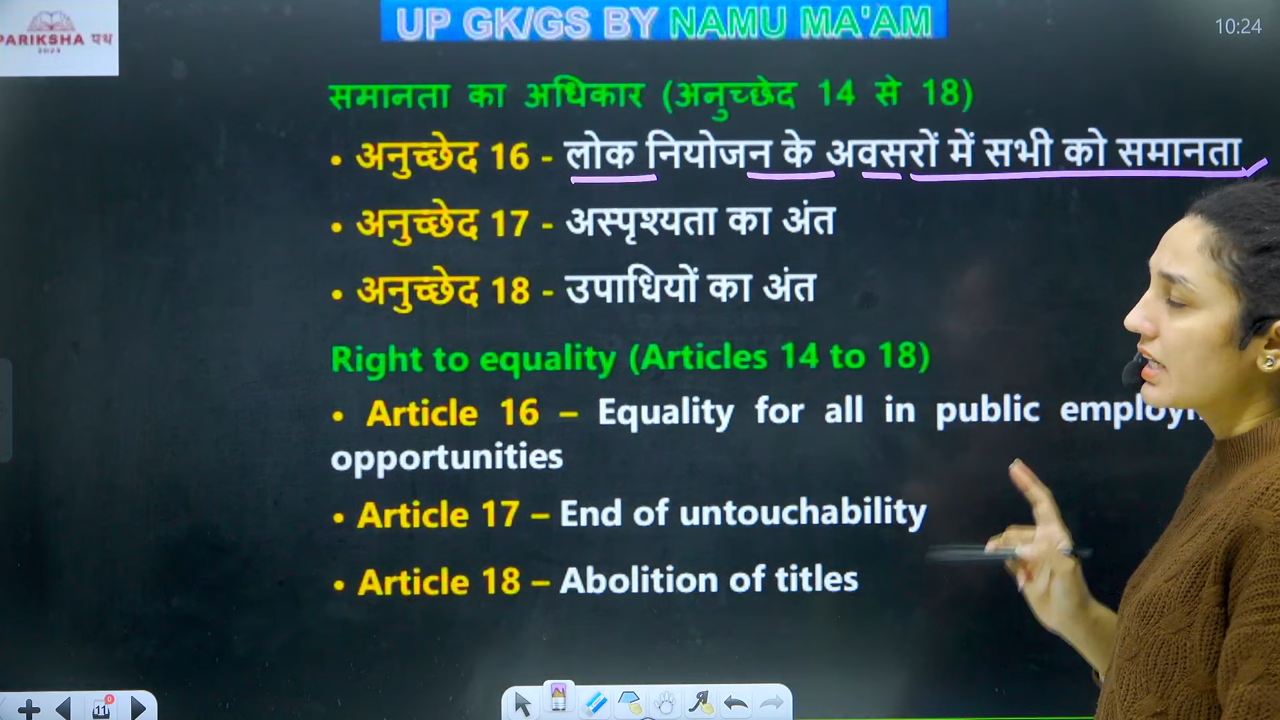 UP GK/GS BY NAMU MA'AM
10:24
PARIKSHA पथ
समानता का अधिकार (अनुच्छेद 14 से 18)
• अनुच्छेद 16 - लोक नियोजन के अवसरों में सभी को समानता
• अनुच्छेद 17 - अस्पृश्यता का अंत
• अनुच्छेद 18 - उपाधियों का अंत
Right to equality (Articles 14 to 18)
• Article 16 – Equality for all in public
opportunities
• Article 17 – End of untouchability
• Article 18 – Abolition of titles
11